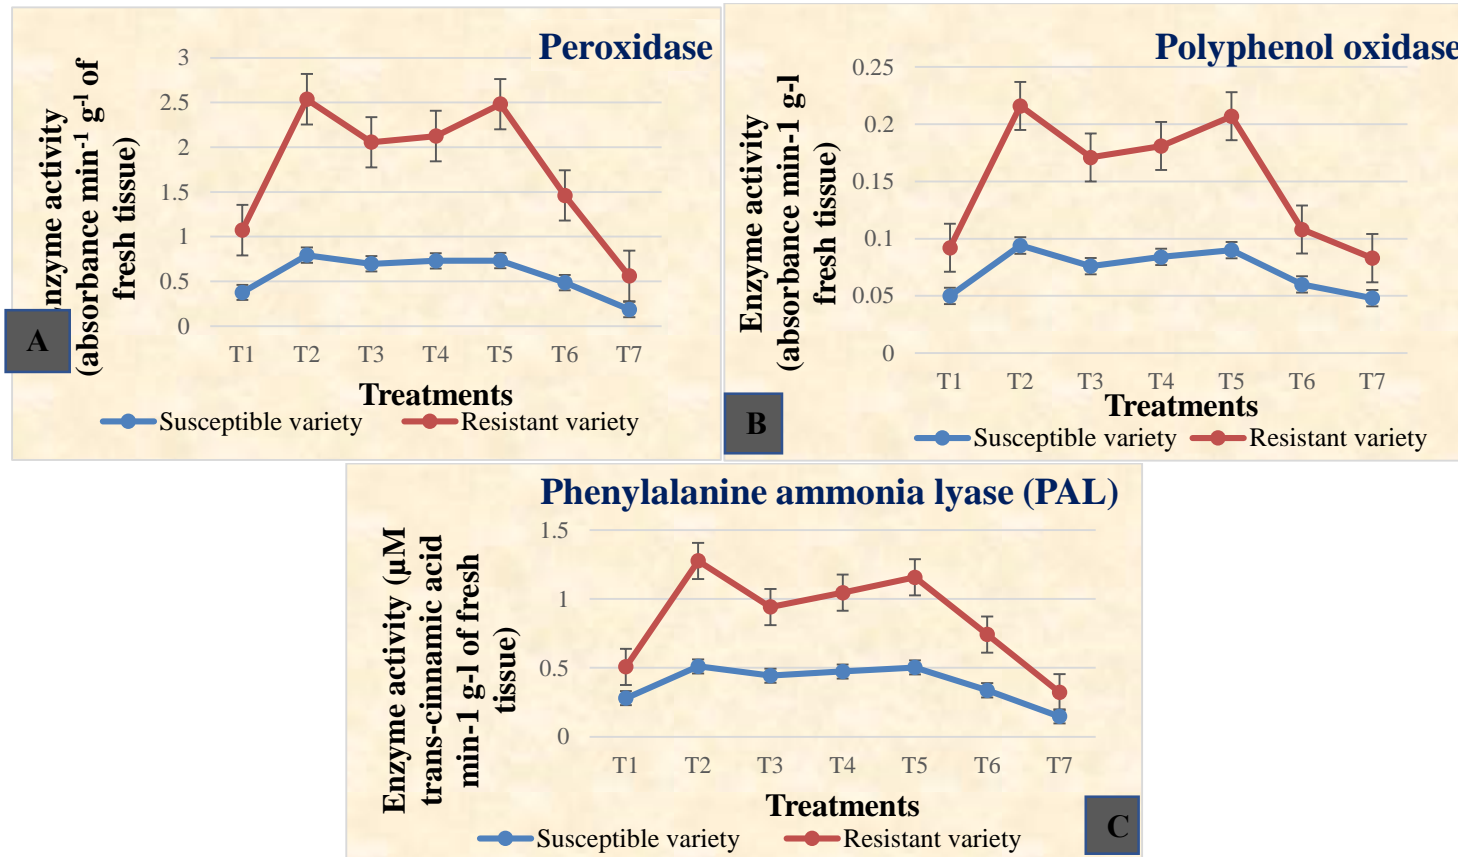 Peroxidase
Enzyme activity
(absorbance min-1 g-1 of
fresh tissue)
3
2.5
2
1.5
1
0.5
0
T1 T2 T3 T4 T5 T6 T7
Treatments
Susceptible variety Resistant variety
A
Polyphenol oxidase
Enzyme activity
(absorbance min-1 g-l
fresh tissue)
0.25
0.2
0.15
0.1
0.05
0
T1 T2 T3 T4 T5 T6 T7
Treatments
Susceptible variety Resistant variety
B
Phenylalanine ammonia lyase (PAL)
Enzyme activity (µM
trans-cinnamic acid
min-1 g-l of fresh
tissue)
1.5
1
0.5
0
T1 T2 T3 T4 T5 T6 T7
Treatments
Susceptible variety Resistant variety
C